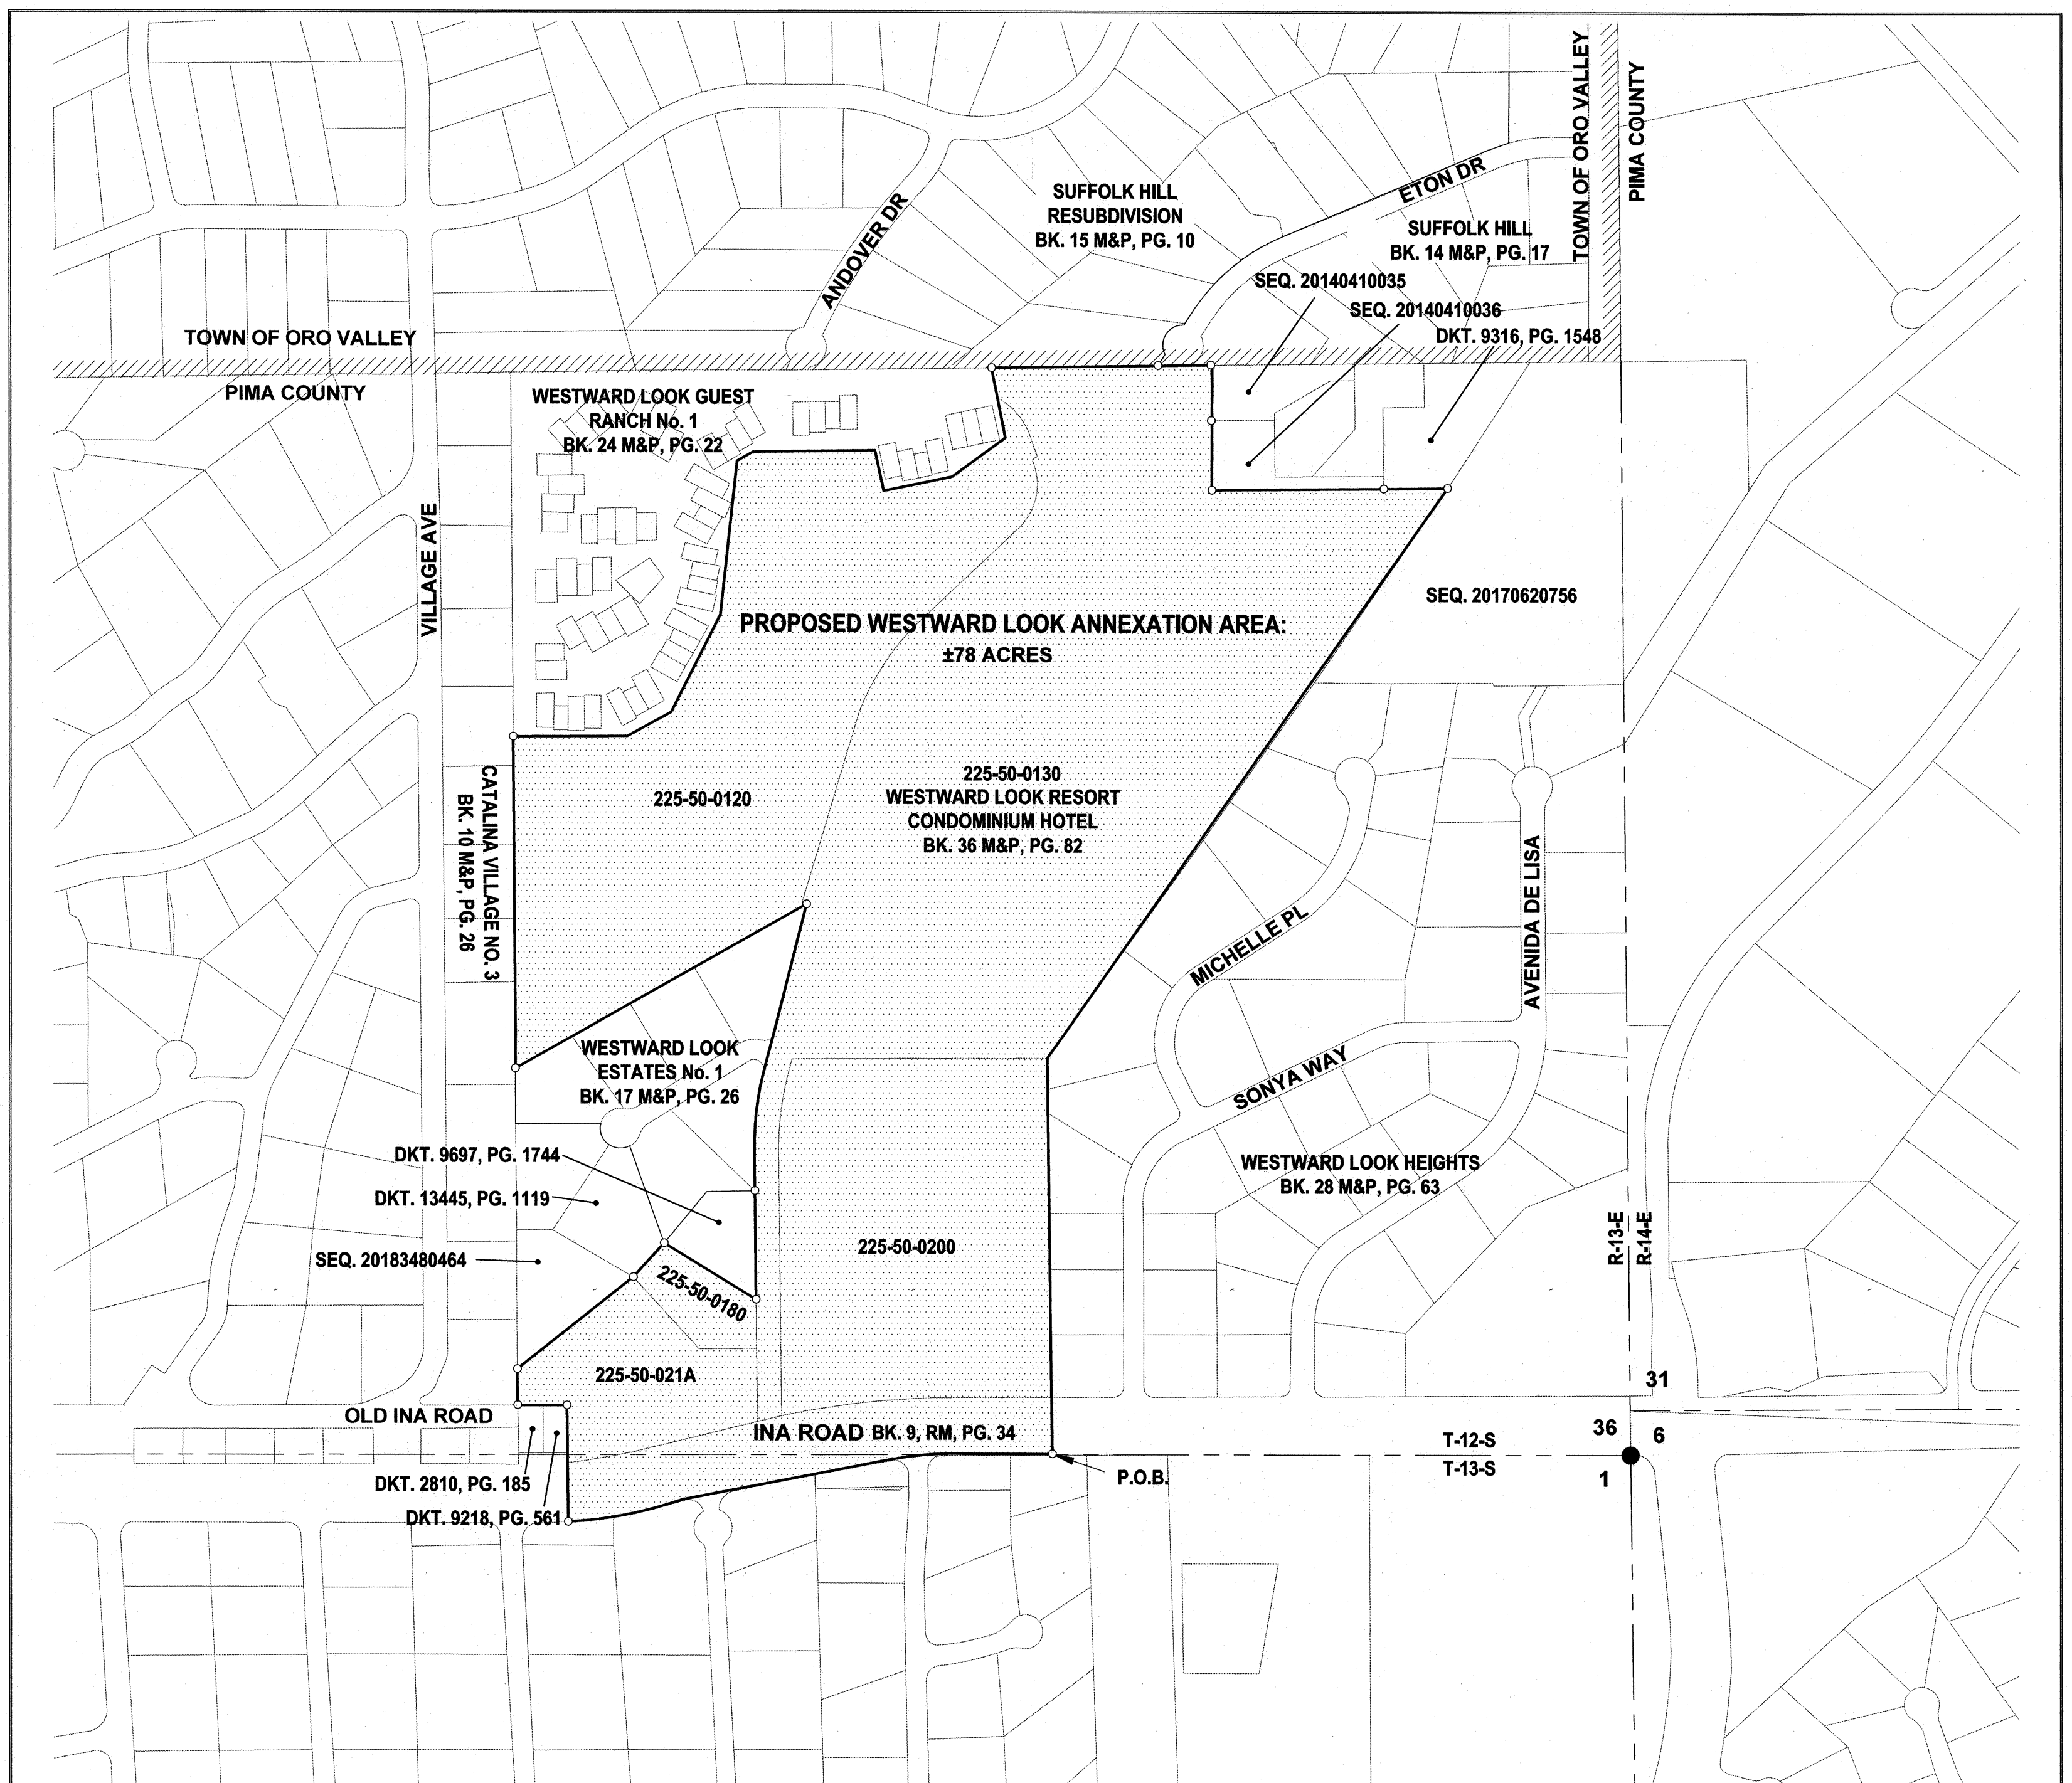 TOWN OF ORO VALLEY
PIMA COUNTY
ANDOVER DR
SUFFOLK HILL
RESUBDIVISION
BK. 15 M&P, PG. 10
ETON DR
SUFFOLK HILL
BK. 14 M&P, PG. 17
SEQ. 20140410035
SEQ. 20140410036
DKT. 9316, PG. 1548
TOWN OF ORO VALLEY
PIMA COUNTY
WESTWARD LOOK GUEST
RANCH No. 1
BK. 24 M&P, PG. 22
VILLAGE AVE
PROPOSED WESTWARD LOOK ANNEXATION AREA:
±78 ACRES
SEQ. 20170620756
225-50-0120
225-50-0130
WESTWARD LOOK RESORT
CONDOMINIUM HOTEL
BK. 36 M&P, PG. 82
CATALINA VILLAGE NO. 3
BK. 10 M&P, PG. 26
MICHELLE PL
AVENIDA DE LISA
SONYA WAY
WESTWARD LOOK
ESTATES No. 1
BK. 17 M&P, PG. 26
DKT. 9697, PG. 1744
DKT. 13445, PG. 1119
SEQ. 20183480464
WESTWARD LOOK HEIGHTS
BK. 28 M&P, PG. 63
225-50-0200
225-50-0180
R-13-E
R-14-E
225-50-021A
31
OLD INA ROAD
INA ROAD BK. 9, RM, PG. 34
36
6
T-12-S
T-13-S
1
P.O.B.
DKT. 2810, PG. 185
DKT. 9218, PG. 561